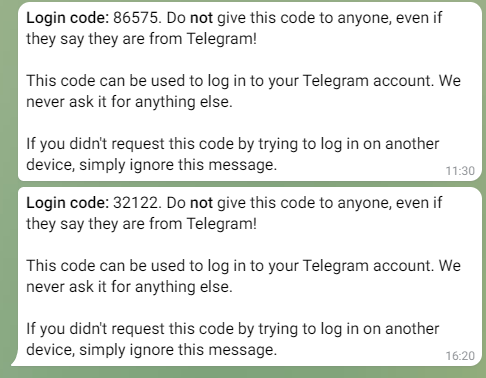 Login code: 86575. Do not give this code to anyone, even if
they say they are from Telegram!
This code can be used to log in to your Telegram account. We
never ask it for anything else.
If you didn't request this code by trying to log in on another
device, simply ignore this message.
11:30
Login code: 32122. Do not give this code to anyone, even if
they say they are from Telegram!
This code can be used to log in to your Telegram account. We
never ask it for anything else.
If you didn't request this code by trying to log in on another
device, simply ignore this message.
16:20